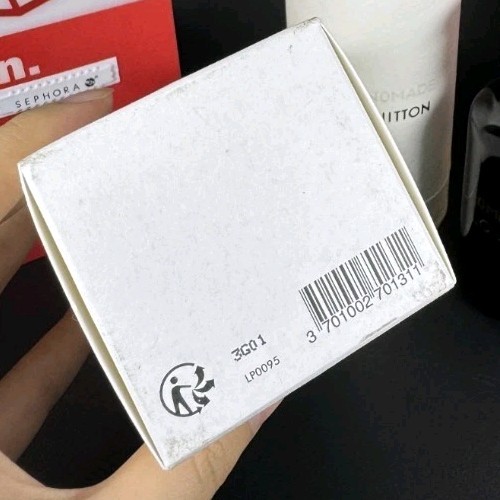 n.
SEPHORA
NOMADE
UITTON
3 701002 701311
3G01
LP0095